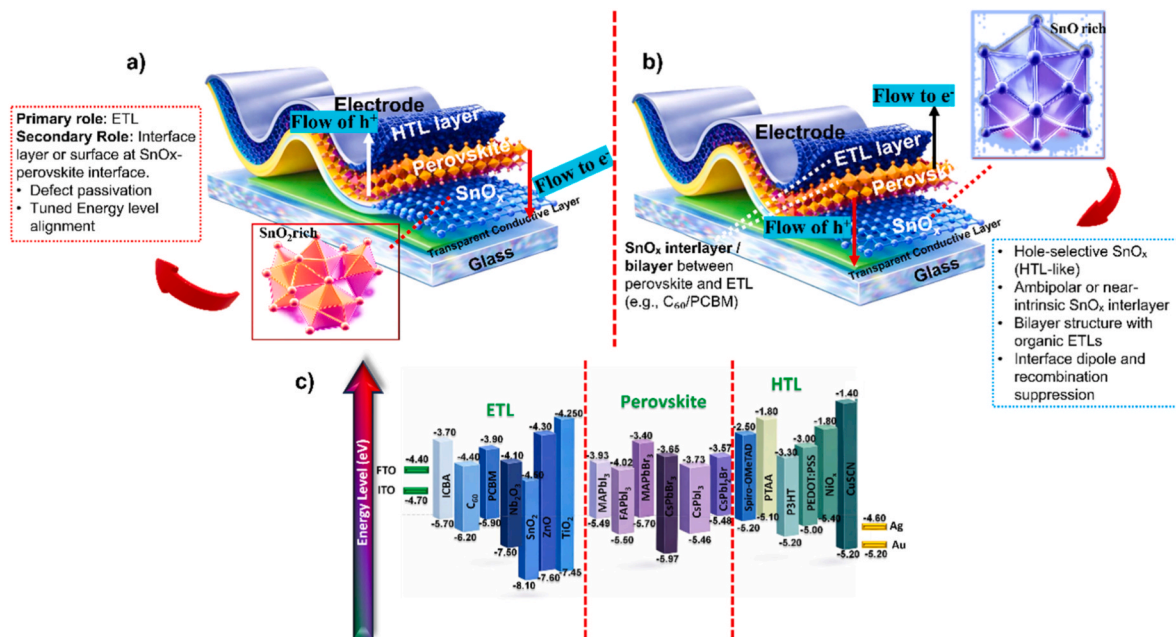 a)
Primary role: ETL
Secondary Role: Interface
layer or surface at SnOx-
perovskite interface.
• Defect passivation
• Tuned Energy level
alignment
Electrode
Flow of h⁺
HTL layer
Perovskite
SnOₓ
Flow to e⁻
Transparent Conductive Layer
Glass
SnO₂rich
b)
SnO rich
Flow to e⁻
Electrode
ETL layer
Perovski
SnOₓ
Flow of h⁺
Transparent Conductive Layer
Glass
SnOₓ interlayer /
bilayer between
perovskite and ETL
(e.g., C₆₀/PCBM)
• Hole-selective SnOₓ
(HTL-like)
• Ambipolar or near-
intrinsic SnOₓ interlayer
• Bilayer structure with
organic ETLs
• Interface dipole and
recombination
suppression
c)
Energy Level (eV)
ETL
Perovskite
HTL
FTO
-4.40
ITO
-4.70
-3.70
ICBA
-5.70
-4.40
C₆₀
-6.20
-3.90
PCBM
-5.90
-4.10
Nb₂O₃
-7.50
-4.50
SnO₂
-8.10
-4.30
ZnO
-7.60
-4.250
TiO₂
-7.45
-3.93
MAPbI₃
-5.49
-4.02
FAPbI₃
-5.50
-3.40
MAPbBr₃
-5.70
-3.65
CsPbBr₃
-5.97
-3.73
CsPbI₃
-5.46
-3.57
CsPbI₂Br
-5.48
2.50
Spiro-OMeTAD
-5.20
-1.80
PTAA
-5.10
-3.30
P3HT
-5.20
-3.00
PEDOT:PSS
-5.00
-1.80
NiOₓ
-5.40
-1.40
CuSCN
-5.20
-4.60
Ag
Au
-5.20